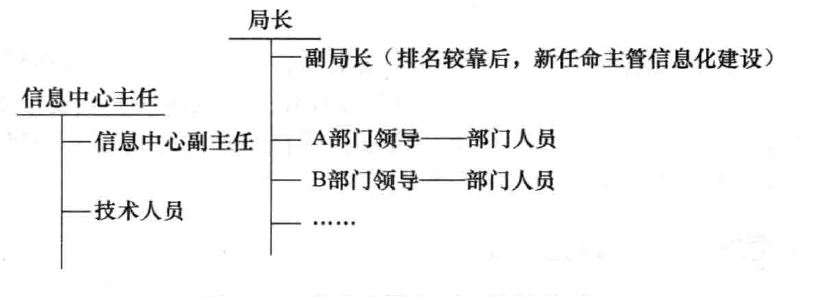 局长
副局长（排名较靠后，新任命主管信息化建设）
信息中心主任
信息中心副主任
A部门领导——部门人员
B部门领导——部门人员
技术人员
……